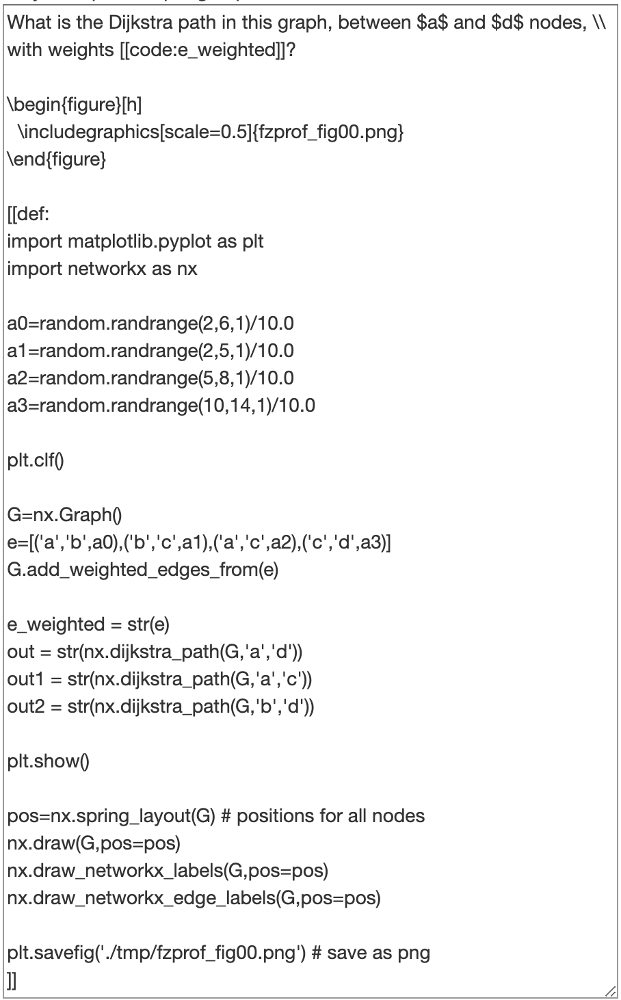 What is the Dijkstra path in this graph, between $a$ and $d$ nodes, \\
with weights [[code:e_weighted]]?

\begin{figure}[h]
  \includegraphics[scale=0.5]{fzprof_fig00.png}
\end{figure}

[[def:
import matplotlib.pyplot as plt
import networkx as nx

a0=random.randrange(2,6,1)/10.0
a1=random.randrange(2,5,1)/10.0
a2=random.randrange(5,8,1)/10.0
a3=random.randrange(10,14,1)/10.0

plt.clf()

G=nx.Graph()
e=[('a','b',a0),('b','c',a1),('a','c',a2),('c','d',a3)]
G.add_weighted_edges_from(e)

e_weighted = str(e)
out = str(nx.dijkstra_path(G,'a','d'))
out1 = str(nx.dijkstra_path(G,'a','c'))
out2 = str(nx.dijkstra_path(G,'b','d'))

plt.show()

pos=nx.spring_layout(G) # positions for all nodes
nx.draw(G,pos=pos)
nx.draw_networkx_labels(G,pos=pos)
nx.draw_networkx_edge_labels(G,pos=pos)

plt.savefig('./tmp/fzprof_fig00.png') # save as png
]]